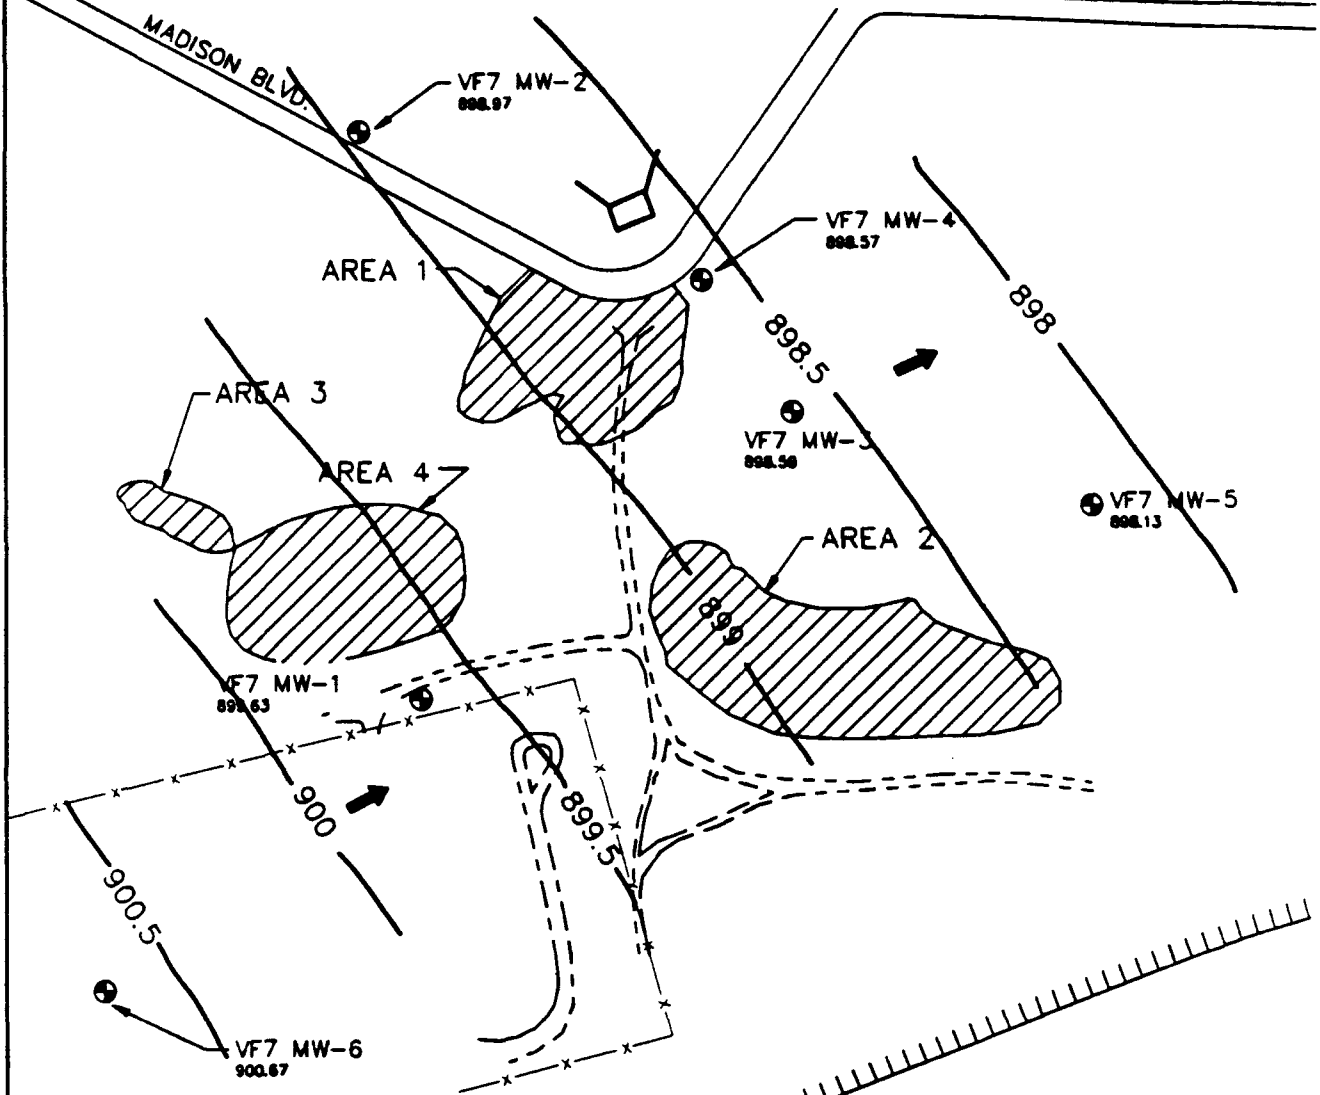 MADISON BLVD.
VF7 MW-2
898.97
VF7 MW-4
898.57
AREA 1
898
898.5
AREA 3
VF7 MW-3
AREA 4
VF7 MW-5
898.13
AREA 2
899
VF7 MW-1
899.63
900
899.5
900.5
VF7 MW-6
900.67